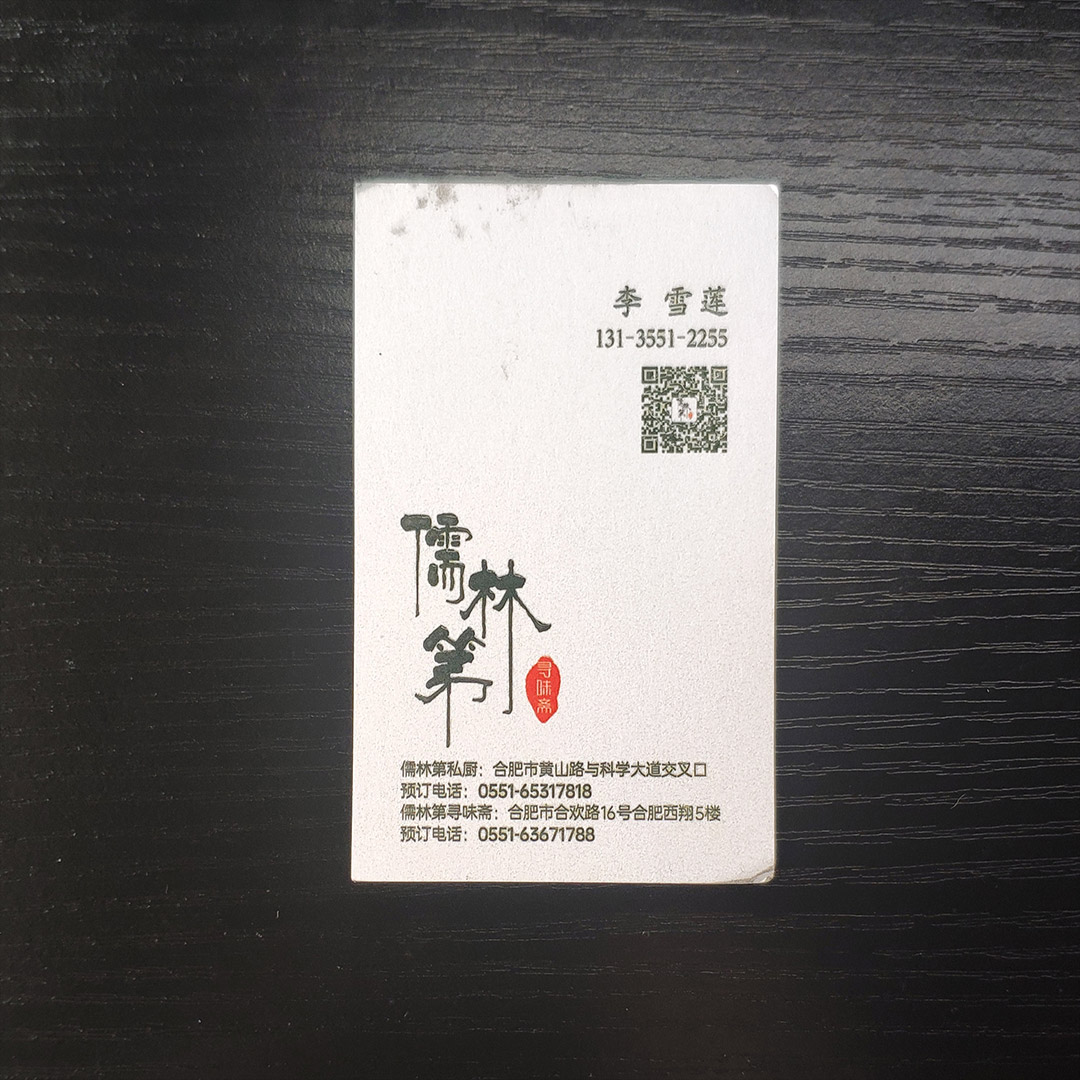 李 雪莲
131-3551-2255
儒林第
寻味斋
儒林第私厨：合肥市黄山路与科学大道交叉口
预订电话：0551-65317818
儒林第寻味斋：合肥市合欢路16号合肥西翔5楼
预订电话：0551-63671788